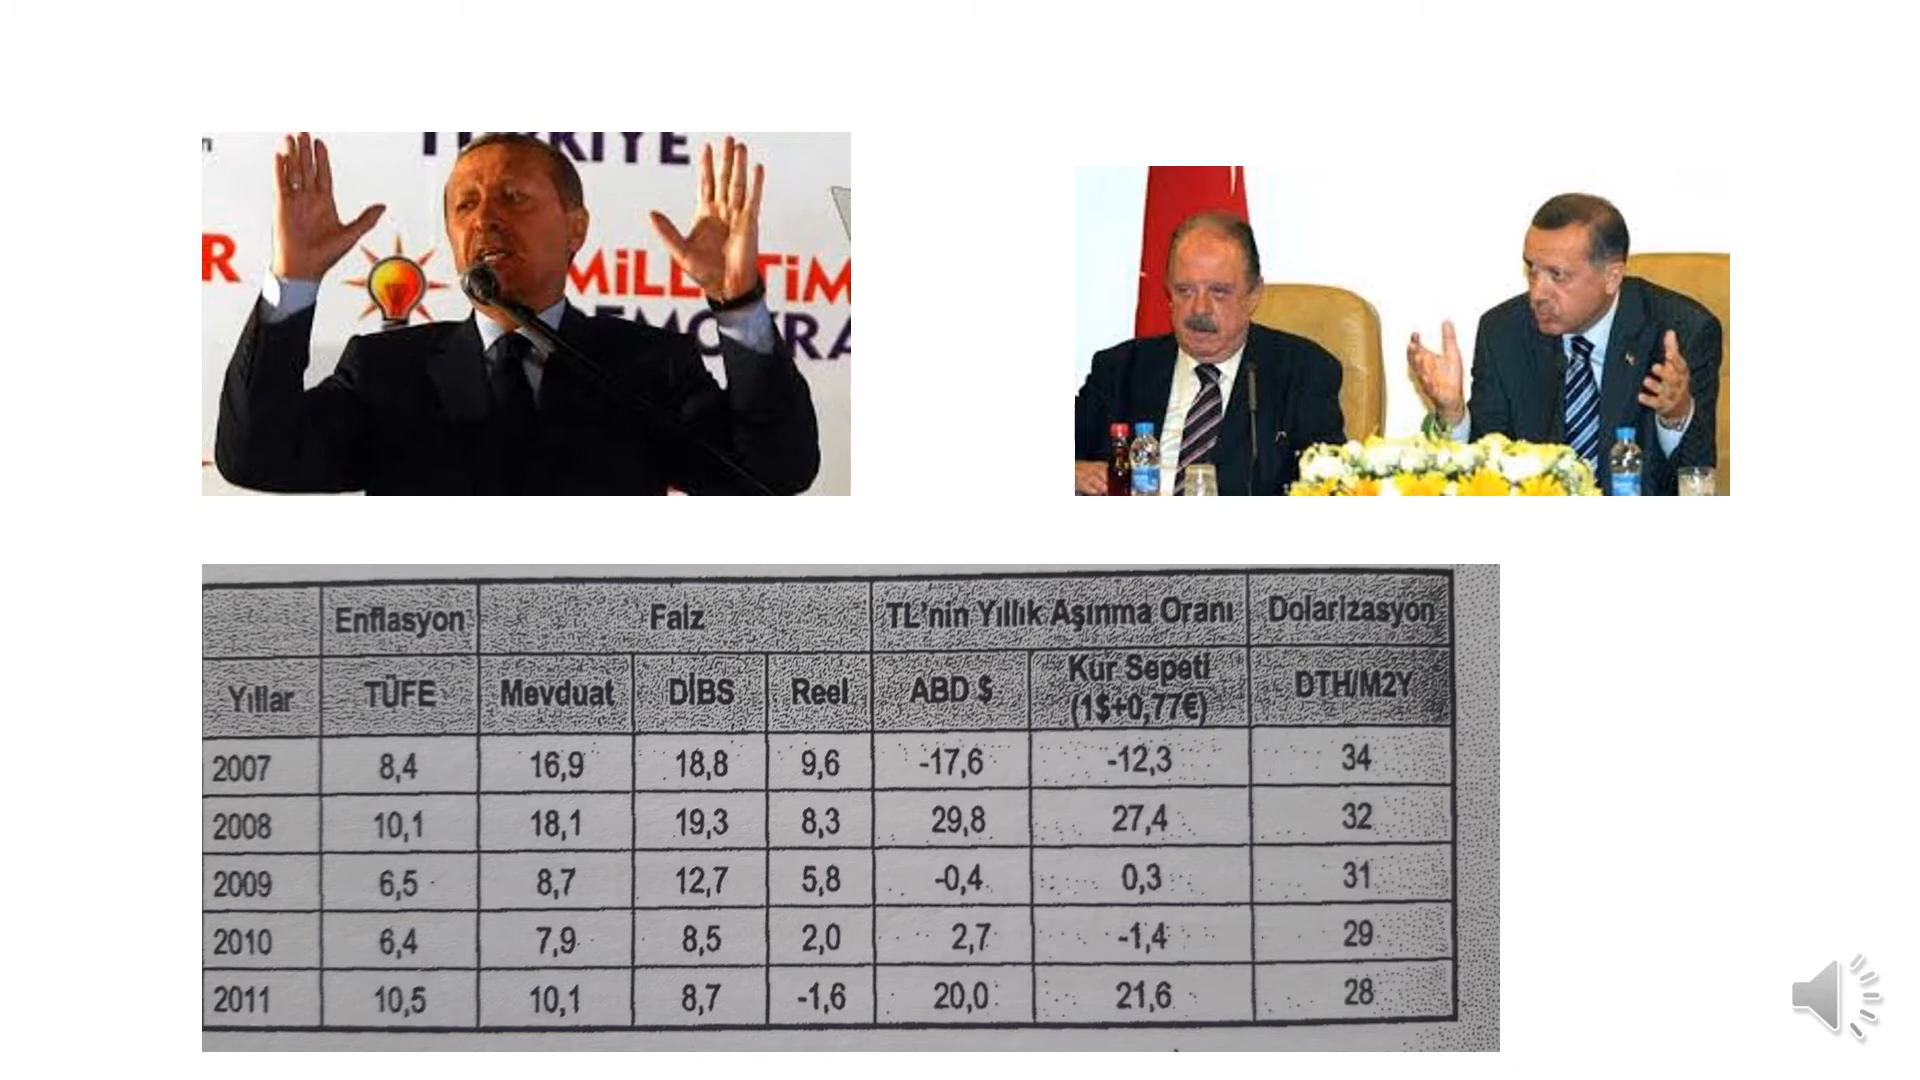 TÜRKİYE
R
MİLLETİM
DEMOKRA
Enflasyon Faiz TL'nin Yıllık Aşınma Oranı Dolarizasyon
Yıllar TÜFE Mevduat DİBS Reel ABD $ Kur Sepeti (1$+0,77€) DTH/M2Y
2007 8,4 16,9 18,8 9,6 -17,6 -12,3 34
2008 10,1 18,1 19,3 8,3 29,8 27,4 32
2009 6,5 8,7 12,7 5,8 -0,4 0,3 31
2010 6,4 7,9 8,5 2,0 2,7 -1,4 29
2011 10,5 10,1 8,7 -1,6 20,0 21,6 28